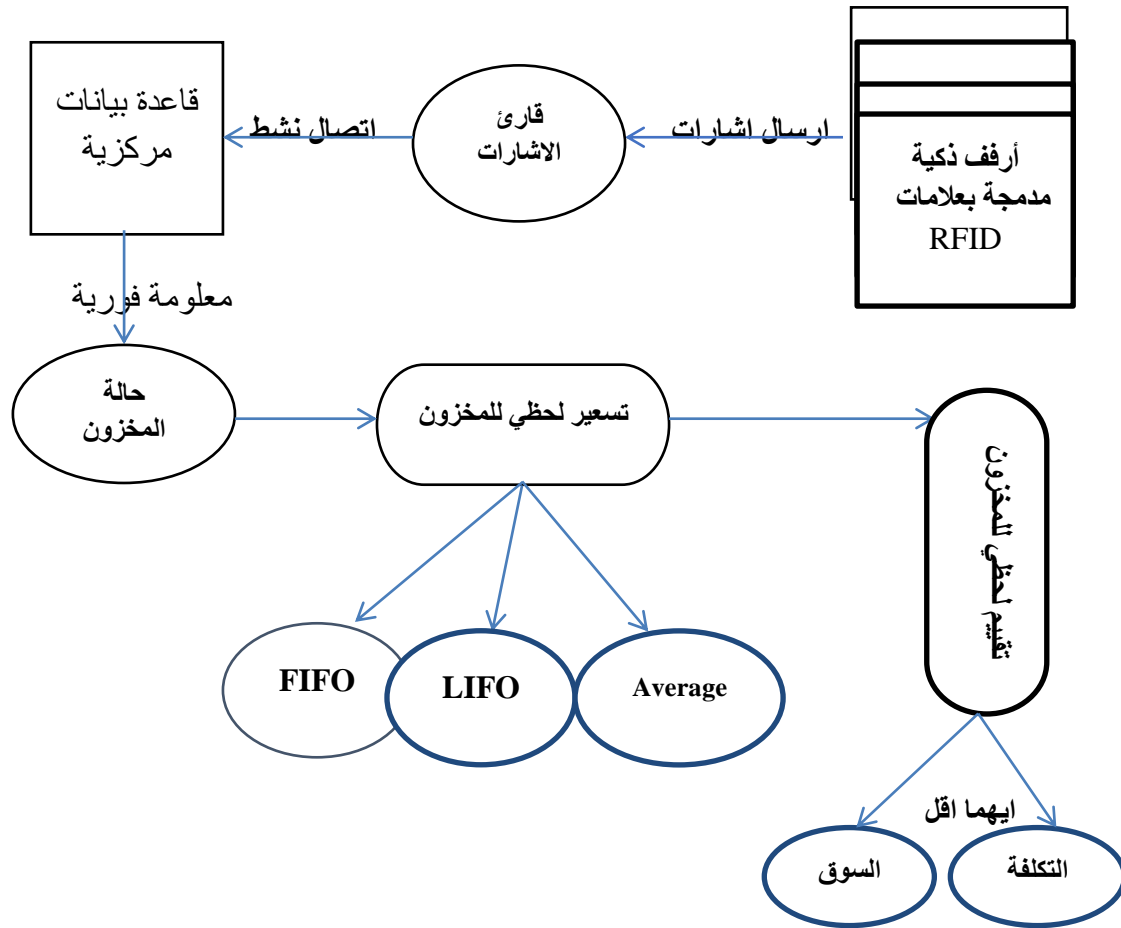 أرفف ذكية
مدمجة بعلامات
RFID
ارسال اشارات
قارئ
الاشارات
اتصال نشط
قاعدة بيانات
مركزية
معلومة فورية
حالة
المخزون
تسعير لحظي للمخزون
تقييم لحظي للمخزون
FIFO
LIFO
Average
ايهما اقل
التكلفة
السوق